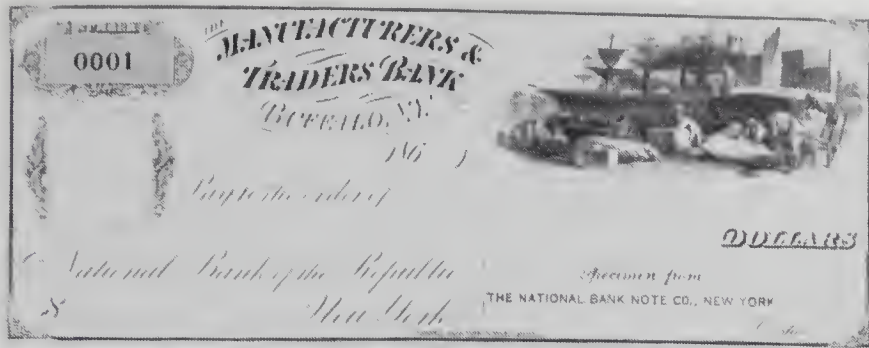 0001
THE
MANUFACTURERS &
TRADERS BANK
BUFFALO, N.Y.
186
Pay to the order of
DOLLARS
National Bank of the Republic
New York
$
Specimen from
THE NATIONAL BANK NOTE CO., NEW YORK